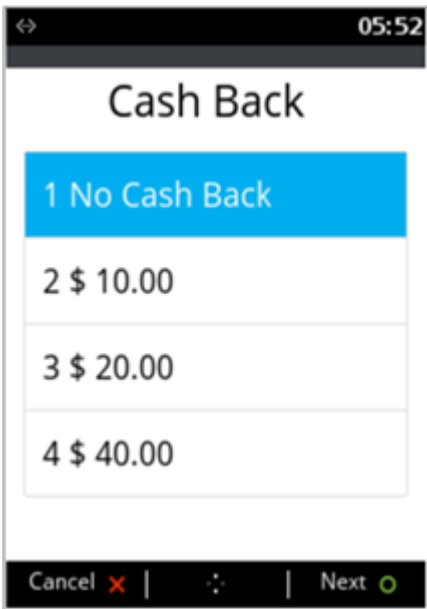 05:52
Cash Back
1 No Cash Back
2 $ 10.00
3 $ 20.00
4 $ 40.00
Cancel | | Next